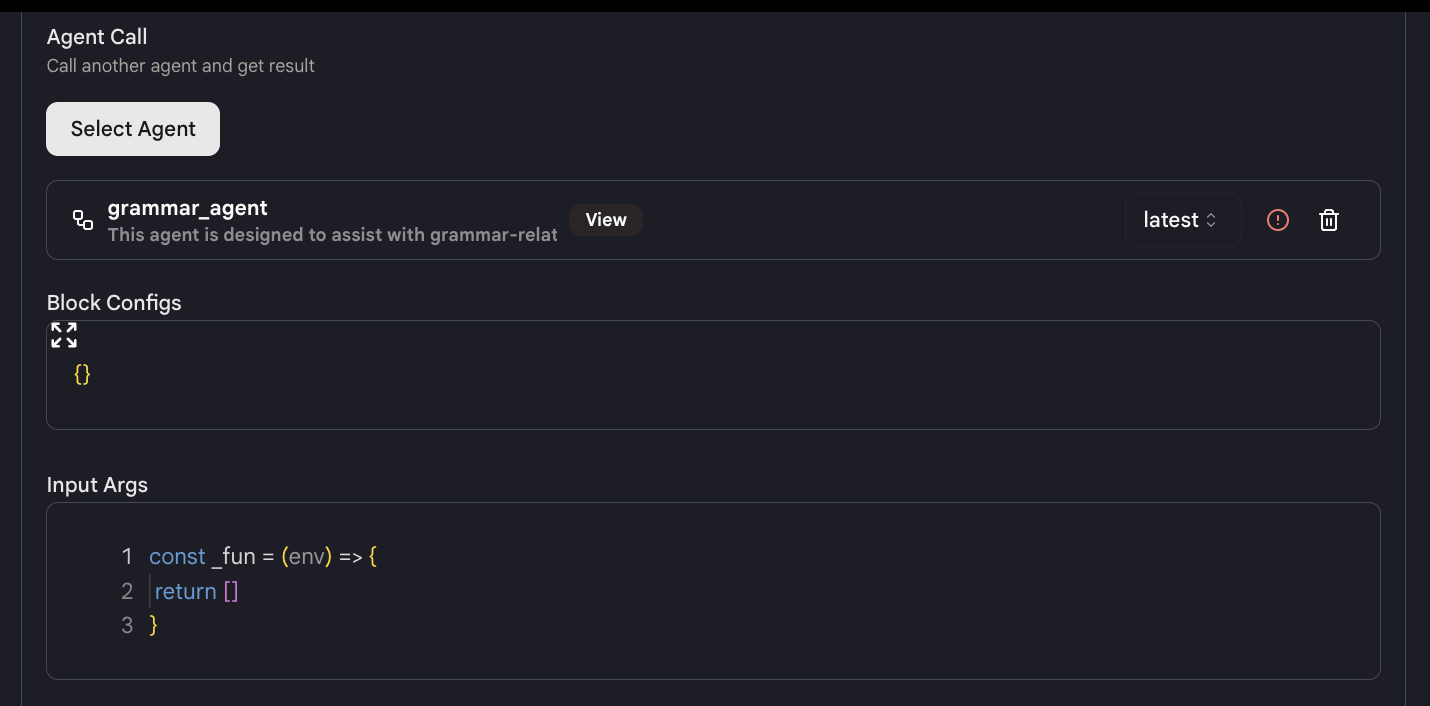 Agent Call
Call another agent and get result
Select Agent
grammar_agent
This agent is designed to assist with grammar-relat
View
latest
Block Configs
{}
Input Args
1 const _fun = (env) => {
2 return []
3 }